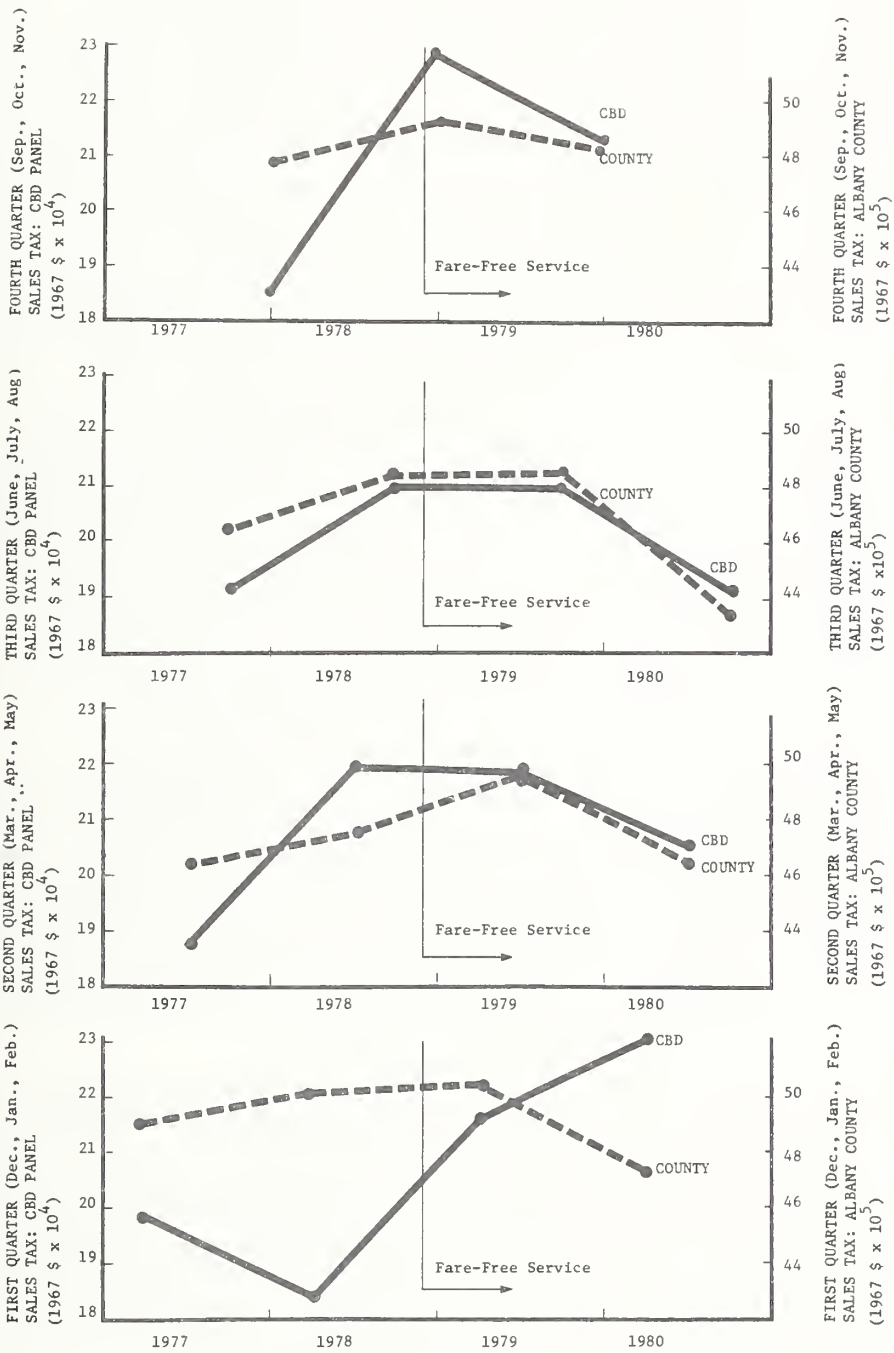 FOURTH QUARTER (Sep., Oct., Nov.)
SALES TAX: CBD PANEL
(1967 $ x 10^4)
23
22
21
20
19
18
CBD
COUNTY
Fare-Free Service
1977
1978
1979
1980
50
48
46
44
FOURTH QUARTER (Sep., Oct., Nov.)
SALES TAX: ALBANY COUNTY
(1967 $ x 10^5)
THIRD QUARTER (June, July, Aug)
SALES TAX: CBD PANEL
(1967 $ x 10^4)
23
22
21
20
19
18
COUNTY
CBD
Fare-Free Service
1977
1978
1979
1980
50
48
46
44
THIRD QUARTER (June, July, Aug)
SALES TAX: ALBANY COUNTY
(1967 $ x10^5)
SECOND QUARTER (Mar., Apr., May)
SALES TAX: CBD PANEL
(1967 $ x 10^4)
23
22
21
20
19
18
CBD
COUNTY
Fare-Free Service
1977
1978
1979
1980
50
48
46
44
SECOND QUARTER (Mar., Apr., May)
SALES TAX: ALBANY COUNTY
(1967 $ x 10^5)
FIRST QUARTER (Dec., Jan., Feb.)
SALES TAX: CBD PANEL
(1967 $ x 10^4)
23
22
21
20
19
18
CBD
COUNTY
Fare-Free Service
1977
1978
1979
1980
50
48
46
44
FIRST QUARTER (Dec., Jan., Feb.)
SALES TAX: ALBANY COUNTY
(1967 $ x 10^5)